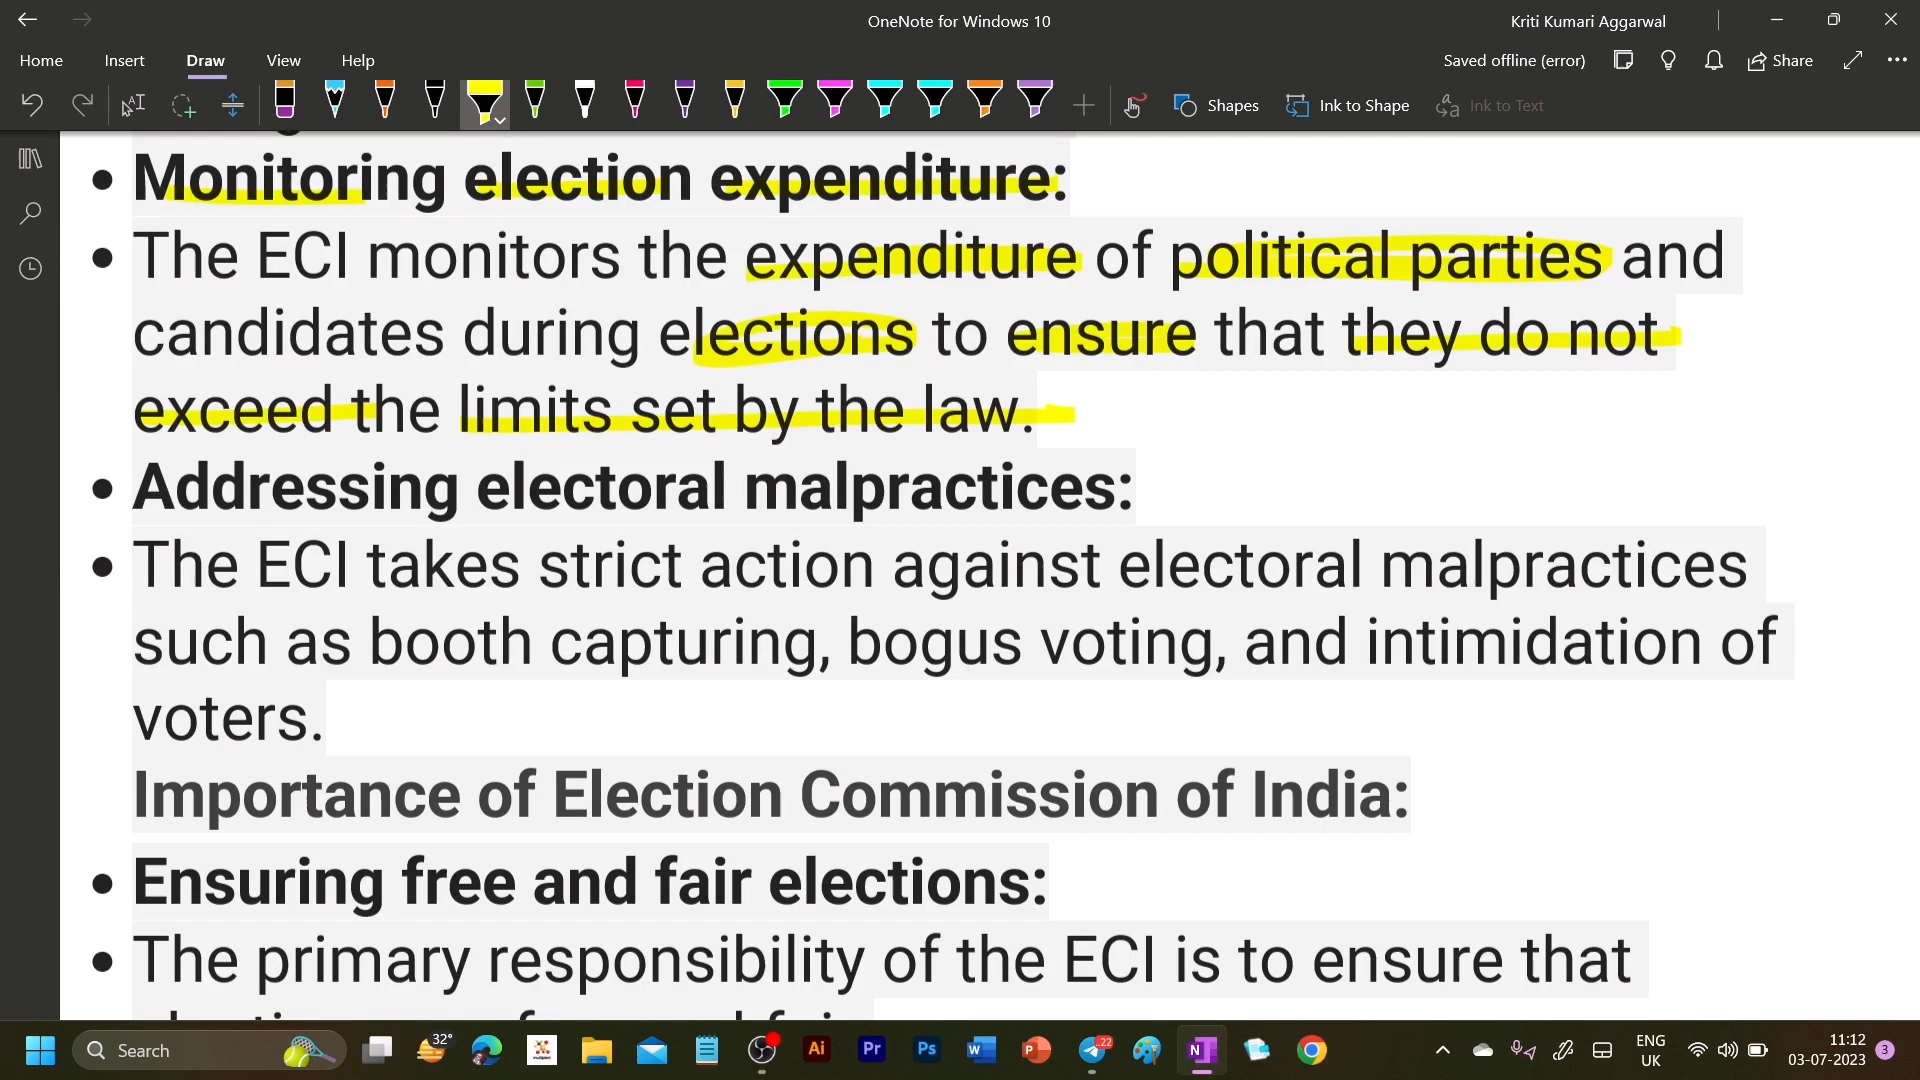 OneNote for Windows 10
Kriti Kumari Aggarwal
Home Insert Draw View Help
Saved offline (error) Share
Shapes Ink to Shape Ink to Text
• Monitoring election expenditure:
• The ECI monitors the expenditure of political parties and
candidates during elections to ensure that they do not
exceed the limits set by the law.
• Addressing electoral malpractices:
• The ECI takes strict action against electoral malpractices
such as booth capturing, bogus voting, and intimidation of
voters.
Importance of Election Commission of India:
• Ensuring free and fair elections:
• The primary responsibility of the ECI is to ensure that
Search
32°
Ai
Pr
Ps
22
ENG
UK
11:12
03-07-2023
3